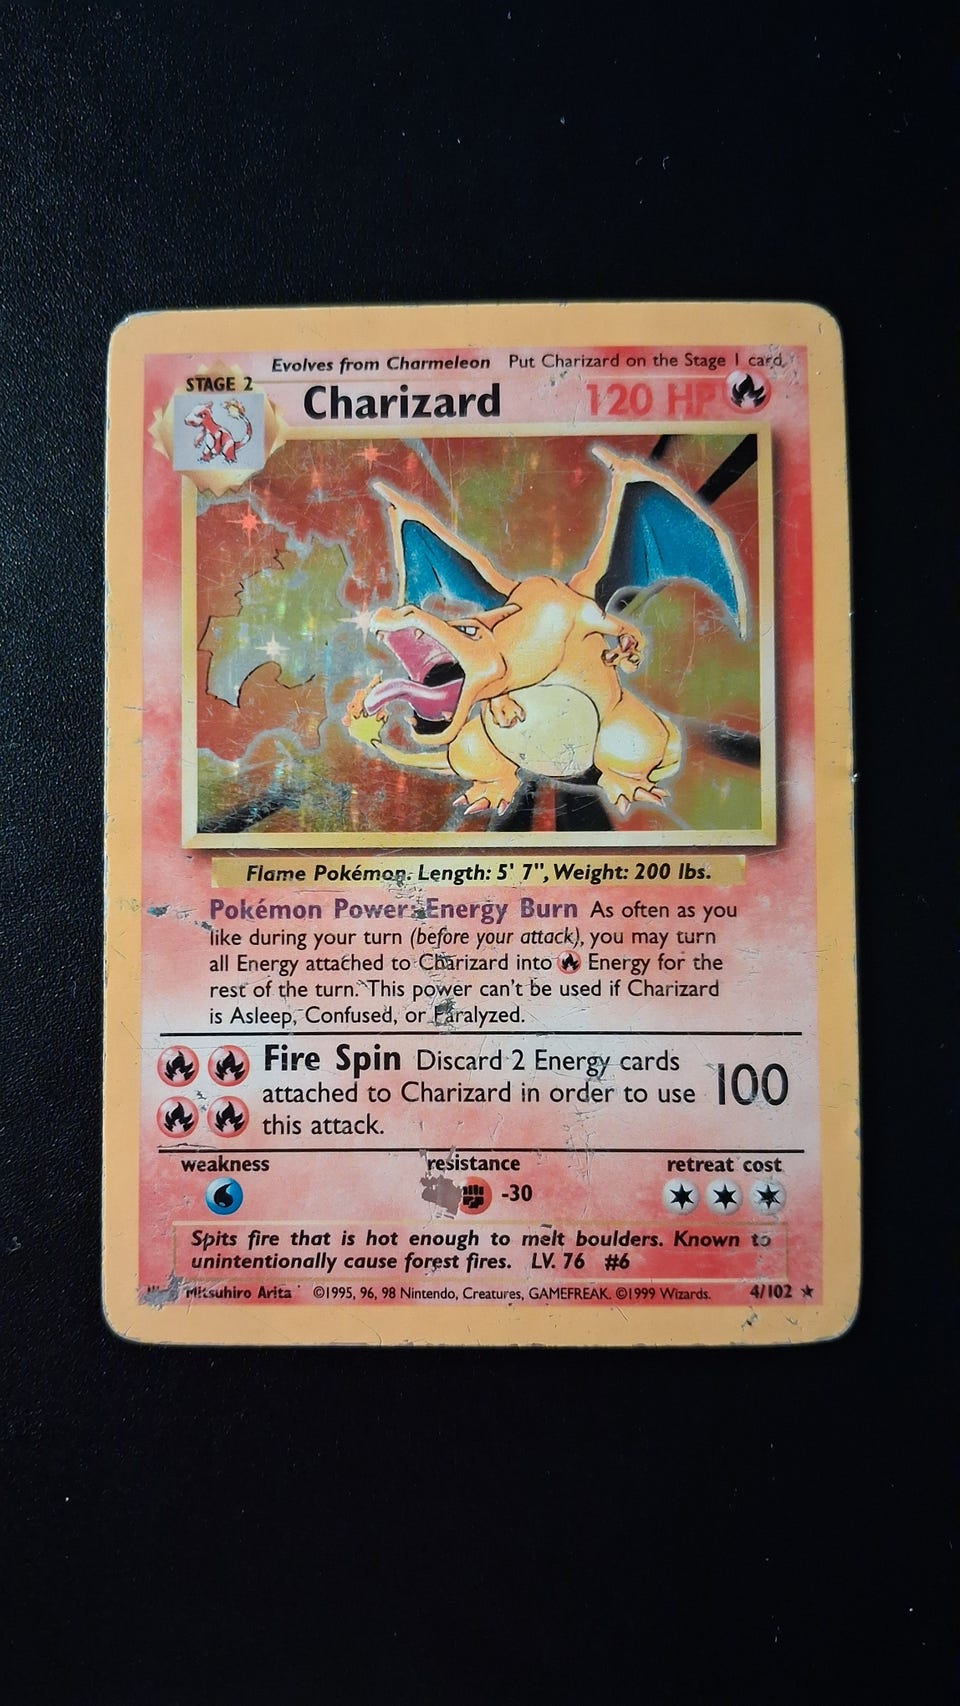 Evolves from Charmeleon Put Charizard on the Stage 1 card.
STAGE 2
Charizard 120 HP
Flame Pokémon. Length: 5' 7", Weight: 200 lbs.
Pokémon Power: Energy Burn As often as you
like during your turn (before your attack), you may turn
all Energy attached to Charizard into Energy for the
rest of the turn. This power can't be used if Charizard
is Asleep, Confused, or Paralyzed.
Fire Spin Discard 2 Energy cards
attached to Charizard in order to use
this attack.
100
weakness resistance retreat cost
-30
Spits fire that is hot enough to melt boulders. Known to
unintentionally cause forest fires. LV. 76 #6
Mitsuhiro Arita ©1995, 96, 98 Nintendo, Creatures, GAMEFREAK. ©1999 Wizards. 4/102 ★